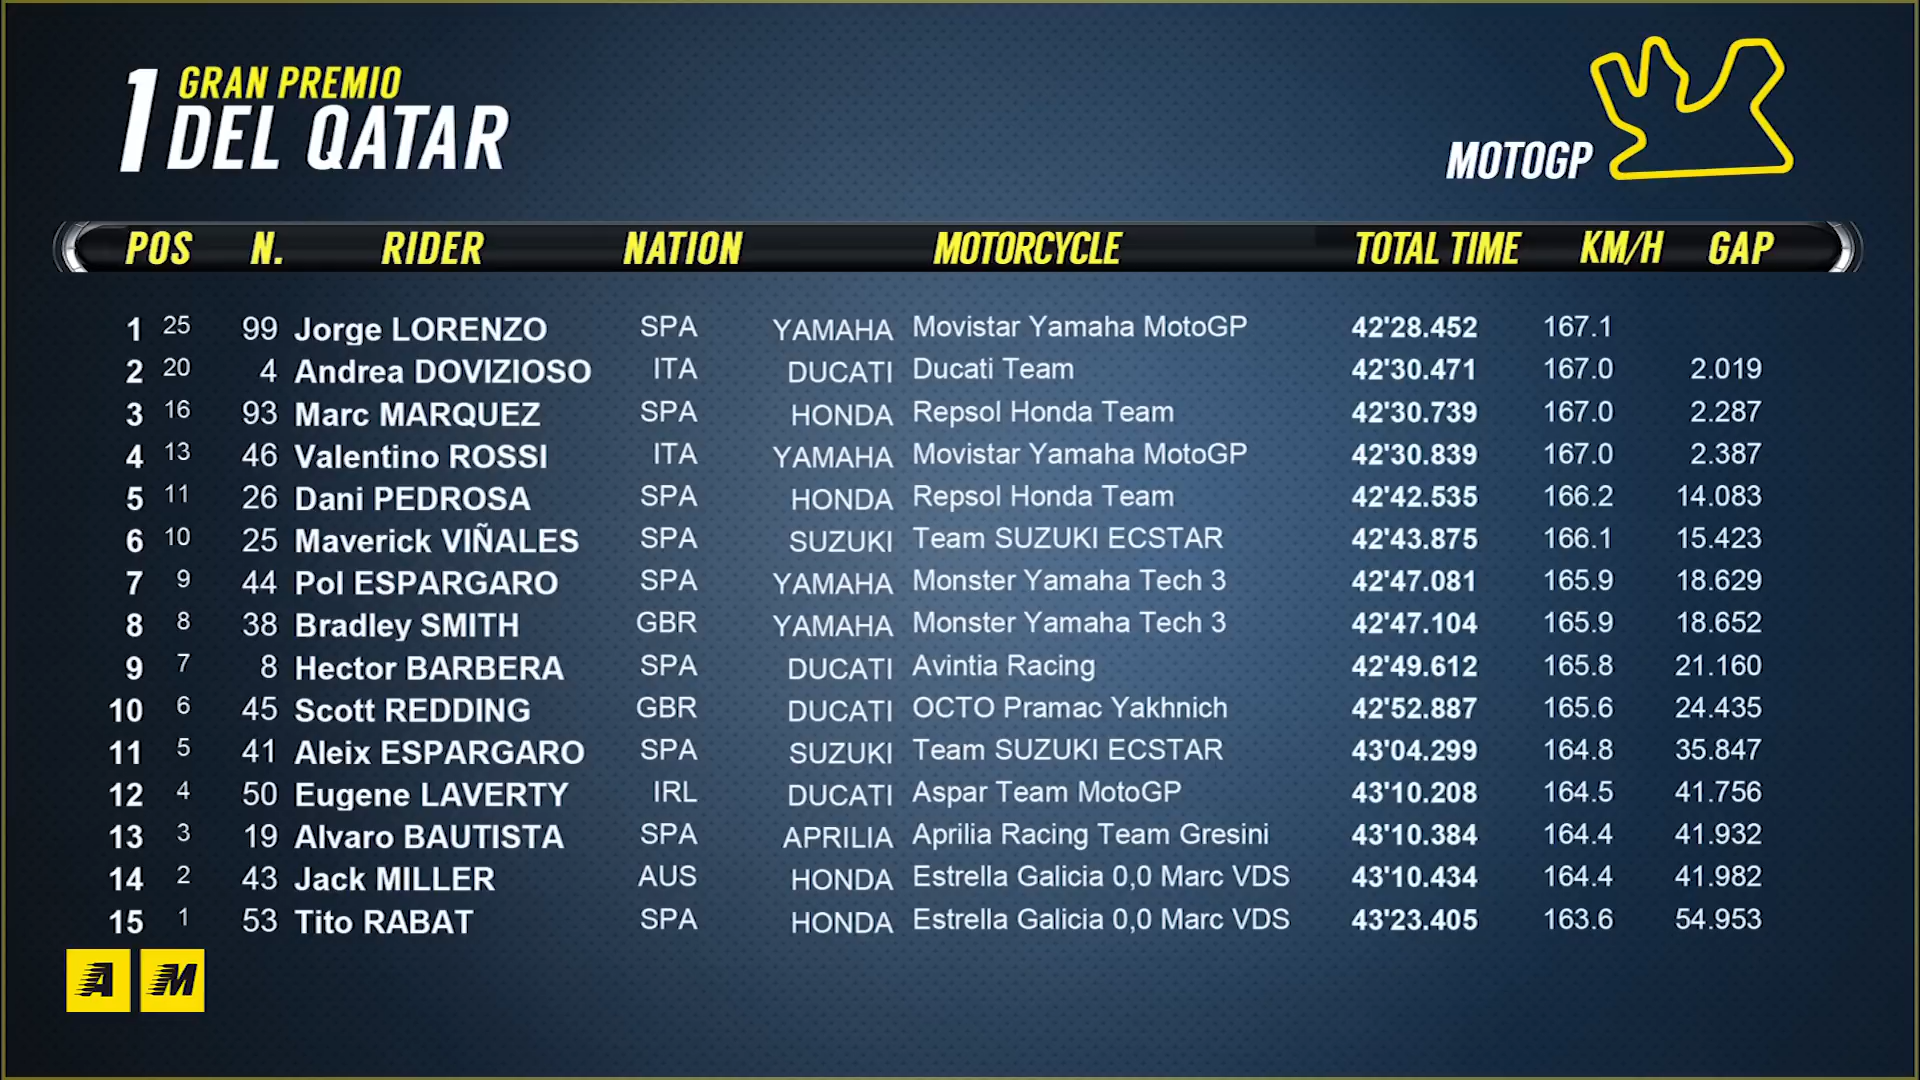 1 GRAN PREMIO
DEL QATAR
MOTOGP
POS N. RIDER NATION MOTORCYCLE TOTAL TIME KM/H GAP
1 25 99 Jorge LORENZO SPA YAMAHA Movistar Yamaha MotoGP 42'28.452 167.1
2 20 4 Andrea DOVIZIOSO ITA DUCATI Ducati Team 42'30.471 167.0 2.019
3 16 93 Marc MARQUEZ SPA HONDA Repsol Honda Team 42'30.739 167.0 2.287
4 13 46 Valentino ROSSI ITA YAMAHA Movistar Yamaha MotoGP 42'30.839 167.0 2.387
5 11 26 Dani PEDROSA SPA HONDA Repsol Honda Team 42'42.535 166.2 14.083
6 10 25 Maverick VIÑALES SPA SUZUKI Team SUZUKI ECSTAR 42'43.875 166.1 15.423
7 9 44 Pol ESPARGARO SPA YAMAHA Monster Yamaha Tech 3 42'47.081 165.9 18.629
8 8 38 Bradley SMITH GBR YAMAHA Monster Yamaha Tech 3 42'47.104 165.9 18.652
9 7 8 Hector BARBERA SPA DUCATI Avintia Racing 42'49.612 165.8 21.160
10 6 45 Scott REDDING GBR DUCATI OCTO Pramac Yakhnich 42'52.887 165.6 24.435
11 5 41 Aleix ESPARGARO SPA SUZUKI Team SUZUKI ECSTAR 43'04.299 164.8 35.847
12 4 50 Eugene LAVERTY IRL DUCATI Aspar Team MotoGP 43'10.208 164.5 41.756
13 3 19 Alvaro BAUTISTA SPA APRILIA Aprilia Racing Team Gresini 43'10.384 164.4 41.932
14 2 43 Jack MILLER AUS HONDA Estrella Galicia 0,0 Marc VDS 43'10.434 164.4 41.982
15 1 53 Tito RABAT SPA HONDA Estrella Galicia 0,0 Marc VDS 43'23.405 163.6 54.953
A M